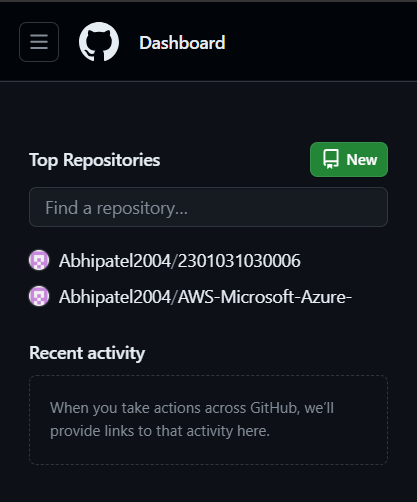 Dashboard
Top Repositories
New
Find a repository...
Abhipatel2004/2301031030006
Abhipatel2004/AWS-Microsoft-Azure-
Recent activity
When you take actions across GitHub, we’ll
provide links to that activity here.